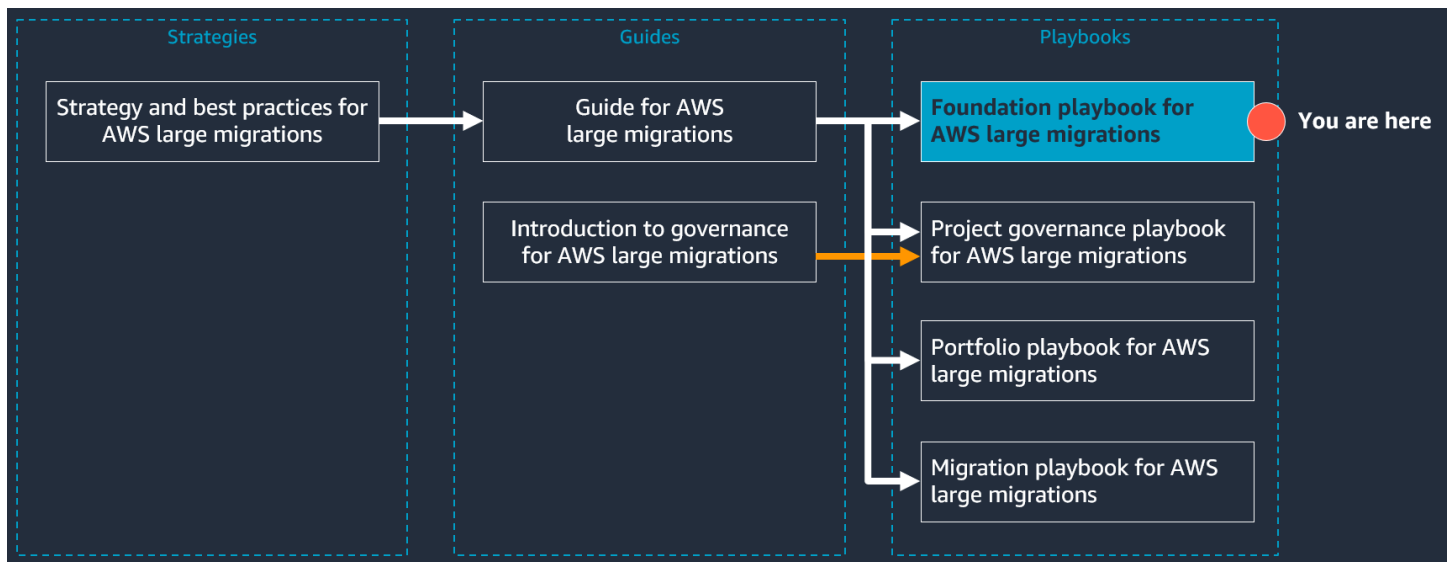 Strategies
Strategy and best practices for
AWS large migrations
Guides
Guide for AWS
large migrations
Introduction to governance
for AWS large migrations
Playbooks
Foundation playbook for
AWS large migrations
You are here
Project governance playbook
for AWS large migrations
Portfolio playbook for AWS
large migrations
Migration playbook for AWS
large migrations